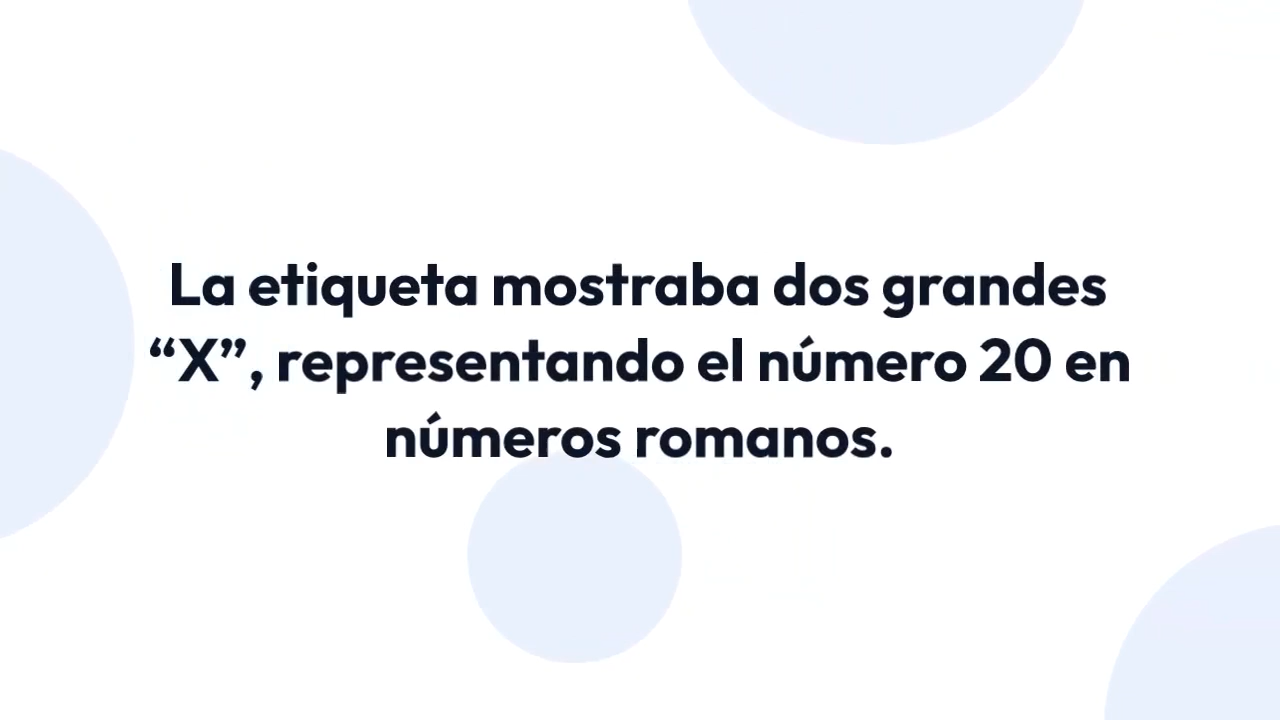 La etiqueta mostraba dos grandes
“X”, representando el número 20 en
números romanos.